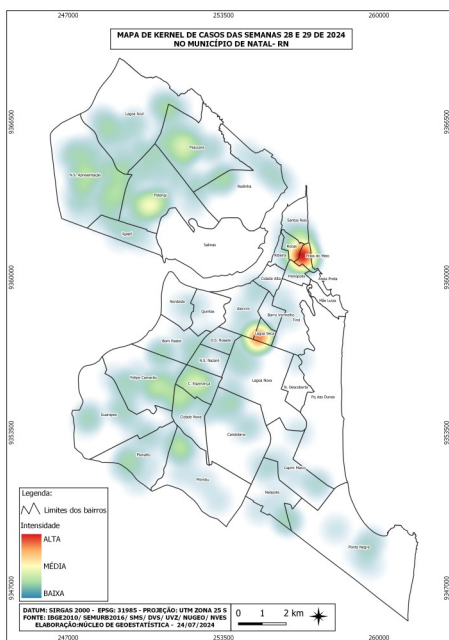 247000 253500 260000
MAPA DE KERNEL DE CASOS DAS SEMANAS 28 E 29 DE 2024
NO MUNICÍPIO DE NATAL- RN
9366500 9366500
Lagoa Azul
Pajuçara
N.S. Apresentação
Redinha
Potengi
Igapó
Salinas
Santos Reis
Rocas
Ribeira
Praia do Meio
Petrópolis
Areia Preta
Cidade Alta
Mãe Luiza
9360000 9360000
Nordeste
Quintas
Alecrim
Barro Vermelho
Tirol
Lagoa Seca
Bom Pastor
D.S. Rosado
N.S. Nazaré
Felipe Camarão
C. Esperança
Lagoa Nova
N. Descoberta
Pq das Dunas
Guarapes
Cidade Nova
Candelária
9353500 9353500
Planalto
Pitimbu
Capim Macio
Neópolis
Ponta Negra
9347000 9347000
Legenda:
Limites dos bairros
Intensidade
ALTA
MÉDIA
BAIXA
DATUM: SIRGAS 2000 - EPSG: 31985 - PROJEÇÃO: UTM ZONA 25 S
FONTE: IBGE2010/ SEMURB2016/ SMS/ DVS/ UVZ/ NUGEO/ NVES
ELABORAÇÃO:NÚCLEO DE GEOESTATÍSTICA - 24/07/2024
0 1 2 km
247000 253500 260000